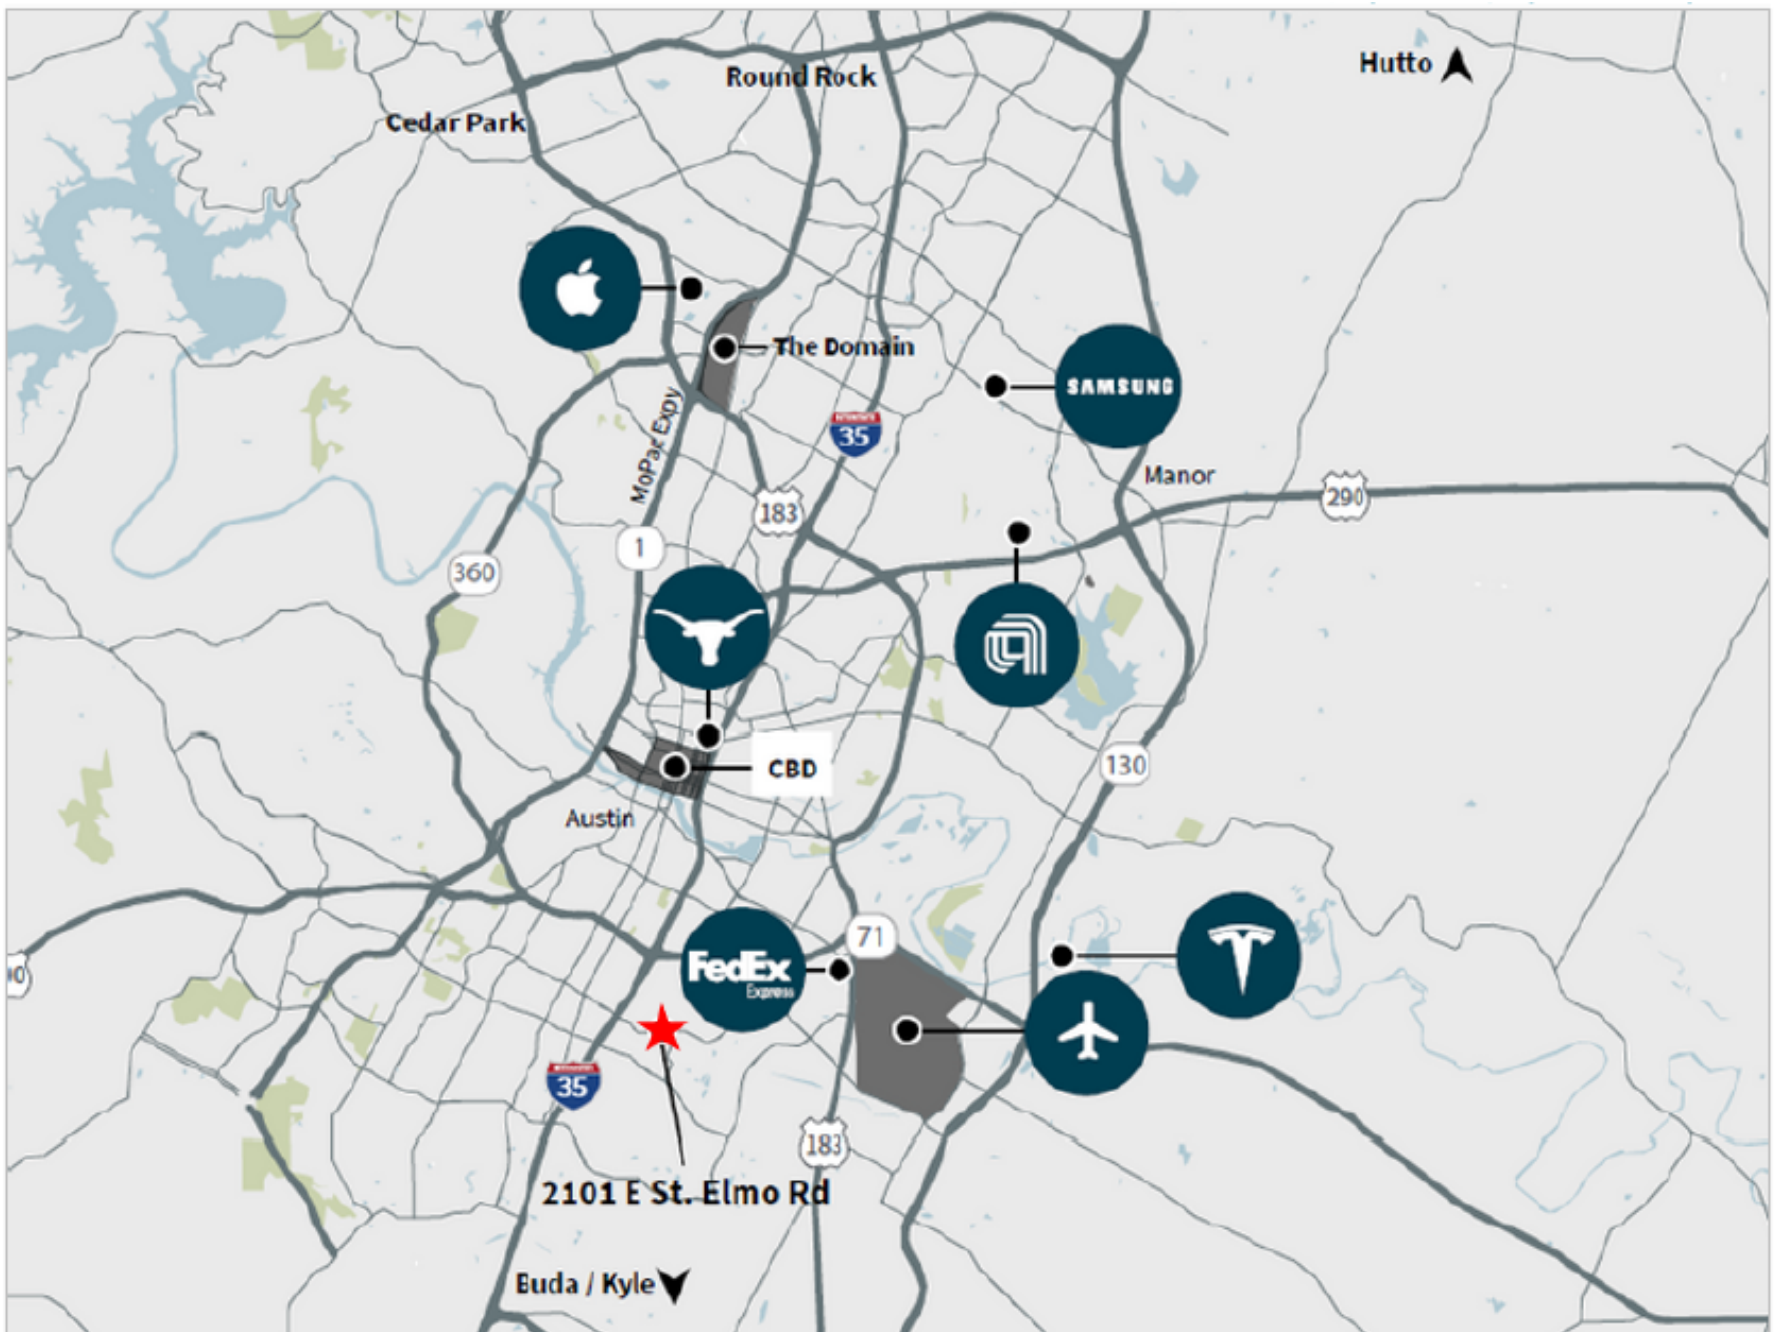 Hutto
Round Rock
Cedar Park
The Domain
SAMSUNG
MoPac Expy
35
Manor
290
183
1
360
CBD
130
Austin
71
FedEx
Express
35
183
2101 E St. Elmo Rd
Buda / Kyle